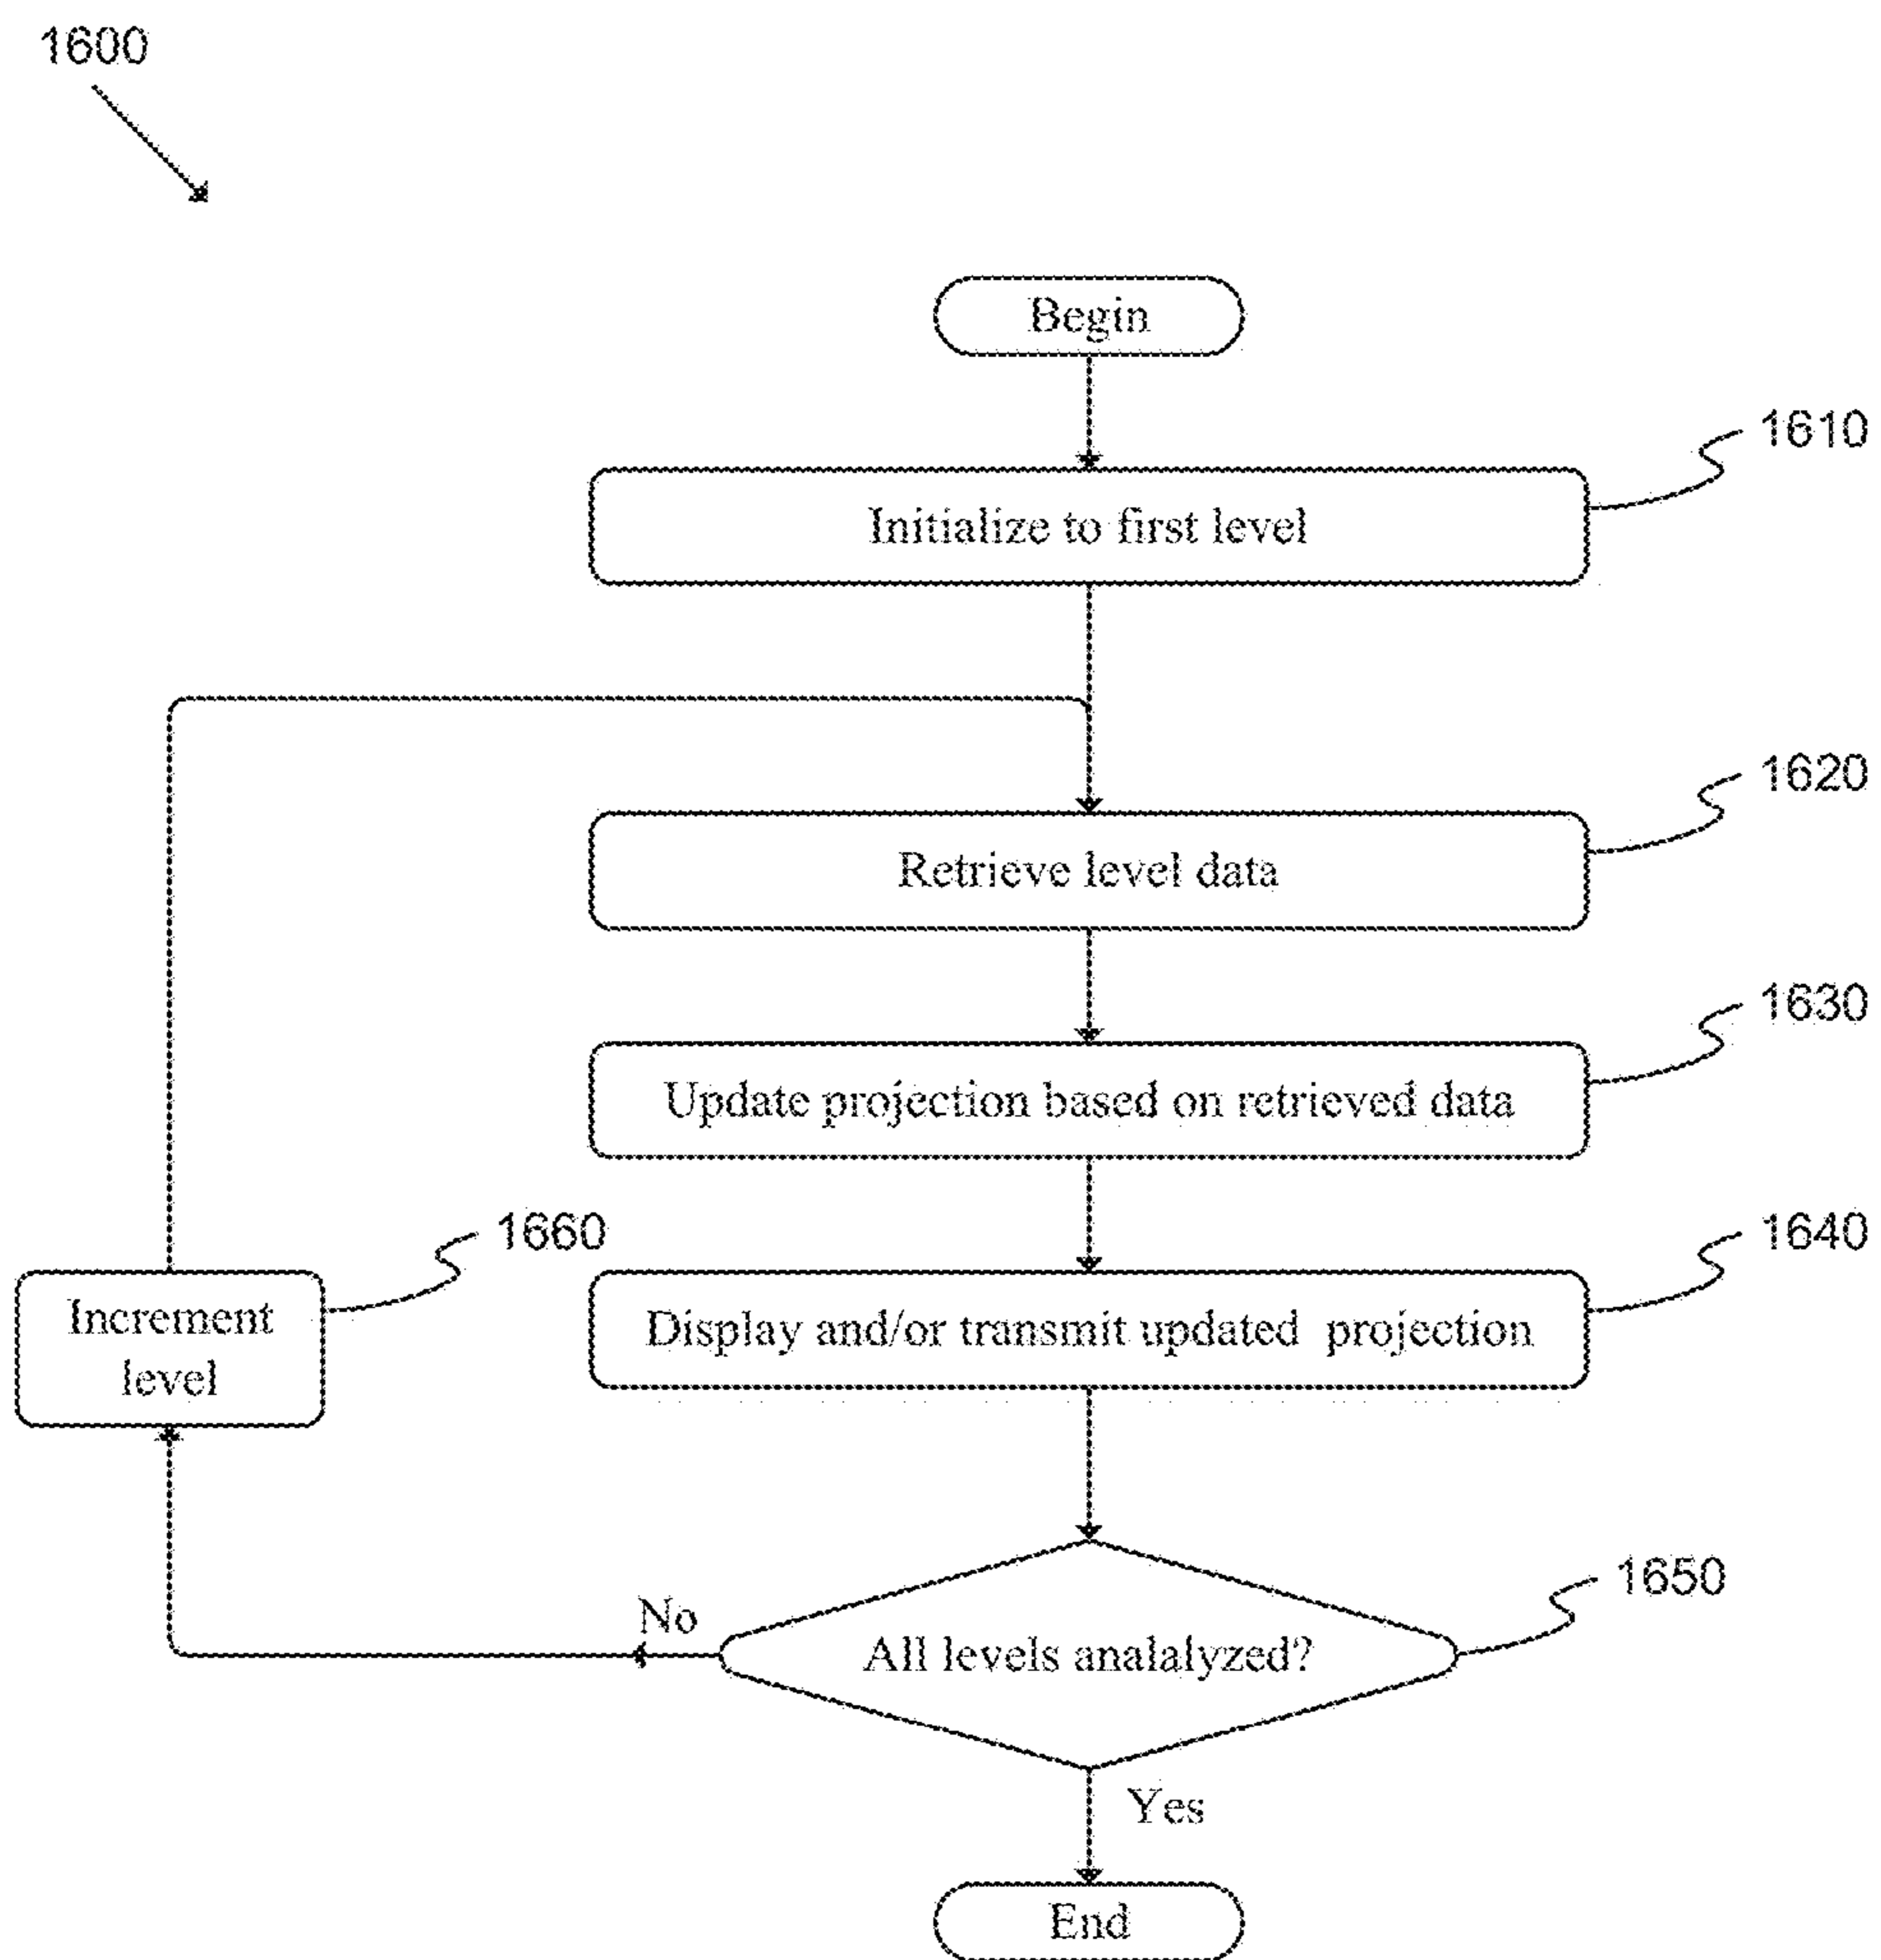 1600
Begin
1610
Initialize to first level
1620
Retrieve level data
1630
Update projection based on retrieved data
1640
Display and/or transmit updated projection
1660
Increment
level
1650
All levels analalyzed?
No
Yes
End